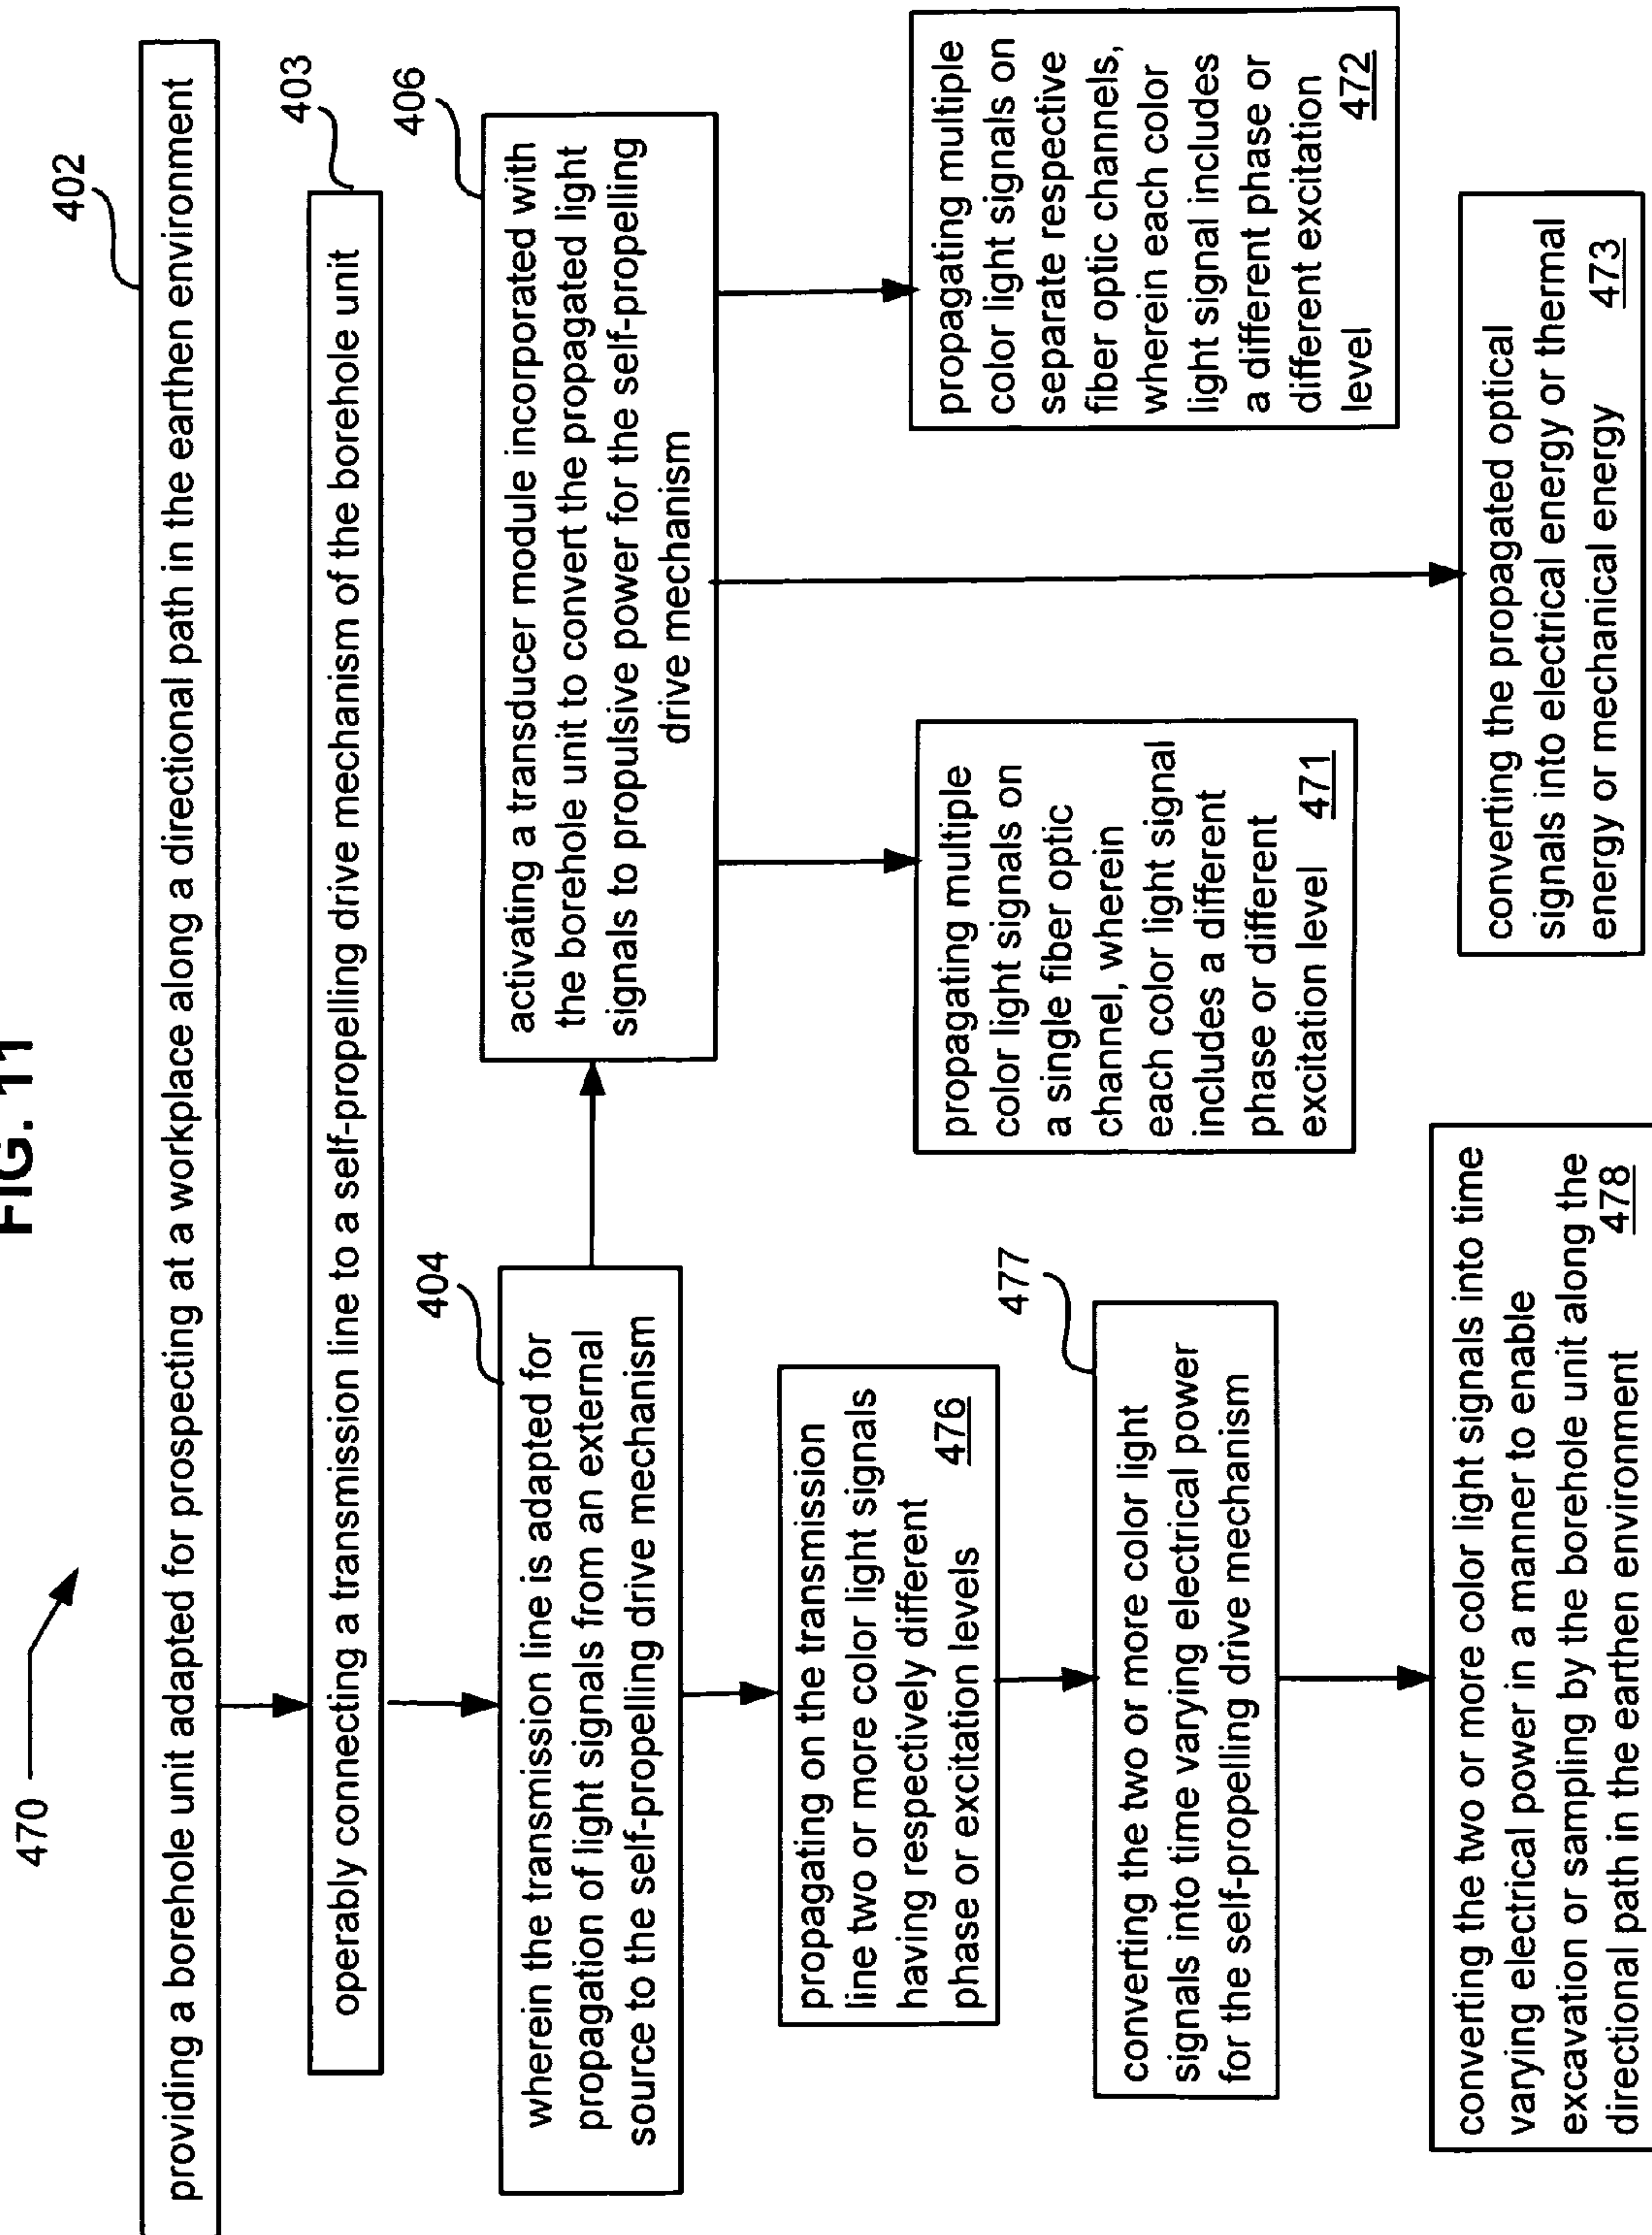 FIG. 11
470
402
providing a borehole unit adapted for prospecting at a workplace along a directional path in the earthen environment
403
operably connecting a transmission line to a self-propelling drive mechanism of the borehole unit
404
wherein the transmission line is adapted for
propagation of light signals from an external
source to the self-propelling drive mechanism
406
activating a transducer module incorporated with
the borehole unit to convert the propagated light
signals to propulsive power for the self-propelling
drive mechanism
propagating on the transmission
line two or more color light signals
having respectively different
phase or excitation levels 476
propagating multiple
color light signals on
a single fiber optic
channel, wherein
each color light signal
includes a different
phase or different
excitation level 471
propagating multiple
color light signals on
separate respective
fiber optic channels,
wherein each color
light signal includes
a different phase or
different excitation
level 472
477
converting the two or more color light
signals into time varying electrical power
for the self-propelling drive mechanism
converting the two or more color light signals into time
varying electrical power in a manner to enable
excavation or sampling by the borehole unit along the
directional path in the earthen environment 478
converting the propagated optical
signals into electrical energy or thermal
energy or mechanical energy 473